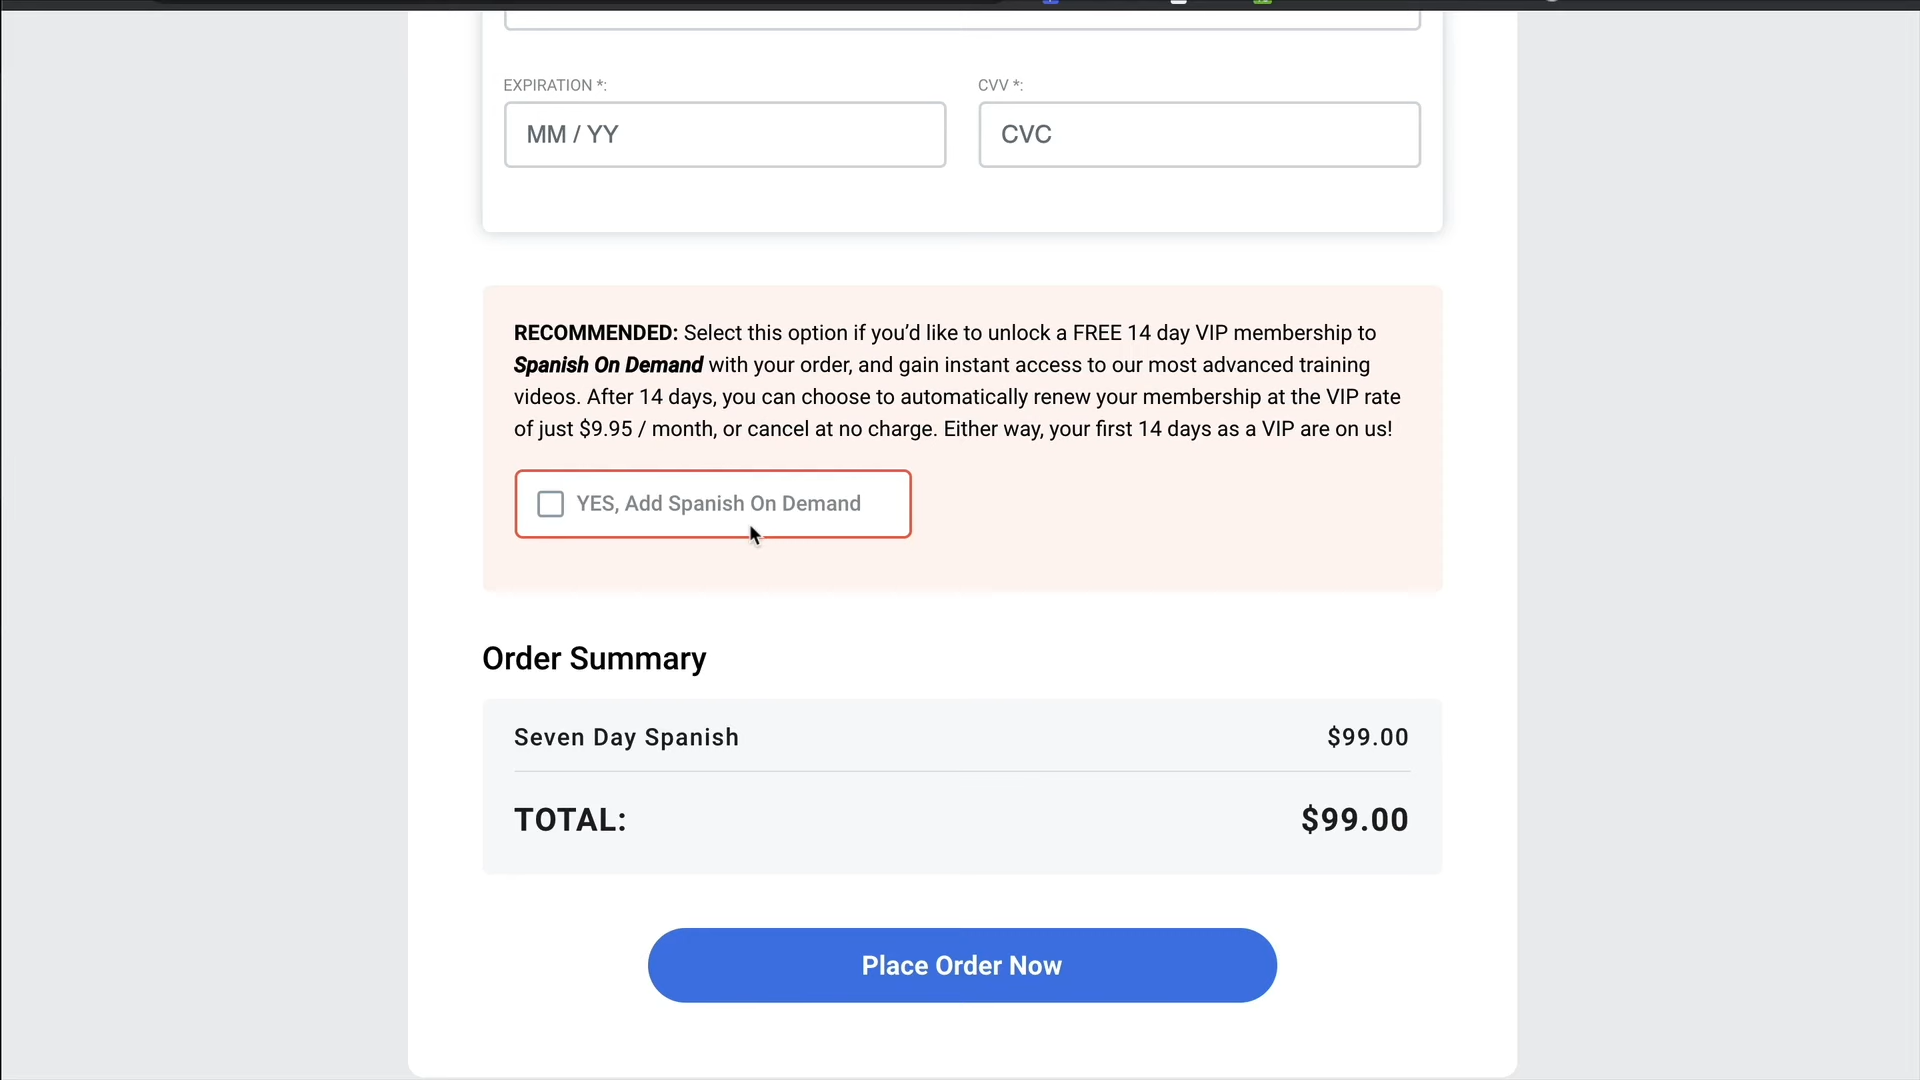 EXPIRATION *:
CVV *:
MM / YY
CVC
RECOMMENDED: Select this option if you’d like to unlock a FREE 14 day VIP membership to
Spanish On Demand with your order, and gain instant access to our most advanced training
videos. After 14 days, you can choose to automatically renew your membership at the VIP rate
of just $9.95 / month, or cancel at no charge. Either way, your first 14 days as a VIP are on us!
YES, Add Spanish On Demand
Order Summary
Seven Day Spanish $99.00
TOTAL: $99.00
Place Order Now